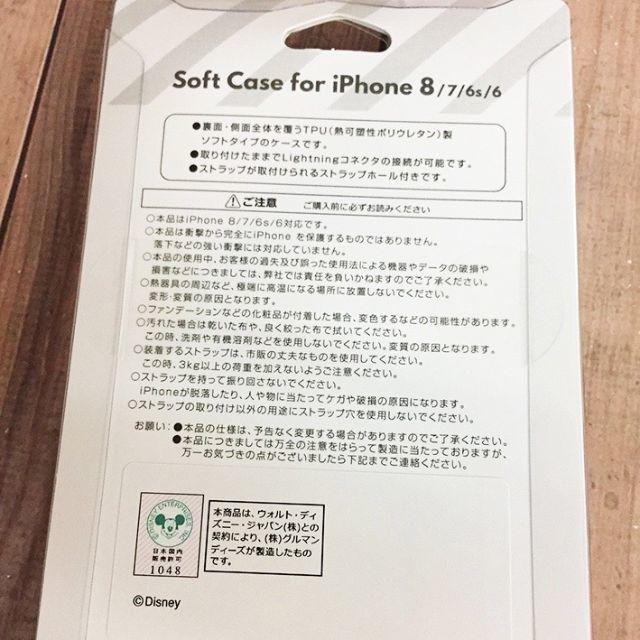 Soft Case for iPhone 8/7/6s/6
●裏面・側面全体を覆うTPU(熱可塑性ポリウレタン)製
ソフトタイプのケースです。
●取り付けたままでLightningコネクタの接続が可能です。
●ストラップが取付けられるストラップホール付きです。
⚠ご注意 ご購入前に必ずお読みください
○本品はiPhone 8/7/6s/6対応です。
○本品は衝撃から完全にiPhone を保護するものではありません。
落下などの強い衝撃には対応していません。
○本品の使用中、お客様の過失及び誤った使用法による機器やデータの破損や
損害などにつきましては、弊社では責任を負いかねますのでご了承ください。
○熱器具の周辺など、極端に高温になる場所に放置しないでください。
変形・変質の原因となります。
○ファンデーションなどの化粧品が付着した場合、変色するなどの可能性があります。
○汚れた場合は乾いた布や、良く絞った布で拭いてください。
この時、洗剤や有機溶剤などを使用しないでください。変質の原因となります。
○装着するストラップは、市販の丈夫なものを使用してください。
この時、3kg以上の荷重を加えないようご注意ください。
○ストラップを持って振り回さないでください。
iPhoneが脱落したり、人や物に当たってケガや破損の原因になります。
○ストラップの取り付け以外の用途にストラップ穴を使用しないでください。
お願い:●本品の仕様は、予告なく変更する場合がありますのでご了承ください。
●本品につきましては万全の注意をはらって製造に当たっておりますが、
万一お気づきの点がございましたら下記までご連絡ください。
©DISNEY ENTERPRISES, INC.
日本国内
販売許可
1048
本商品は、ウォルト・ディ
ズニー・ジャパン(株)との
契約により、(株)グルマン
ディーズが製造したもの
です。
©Disney